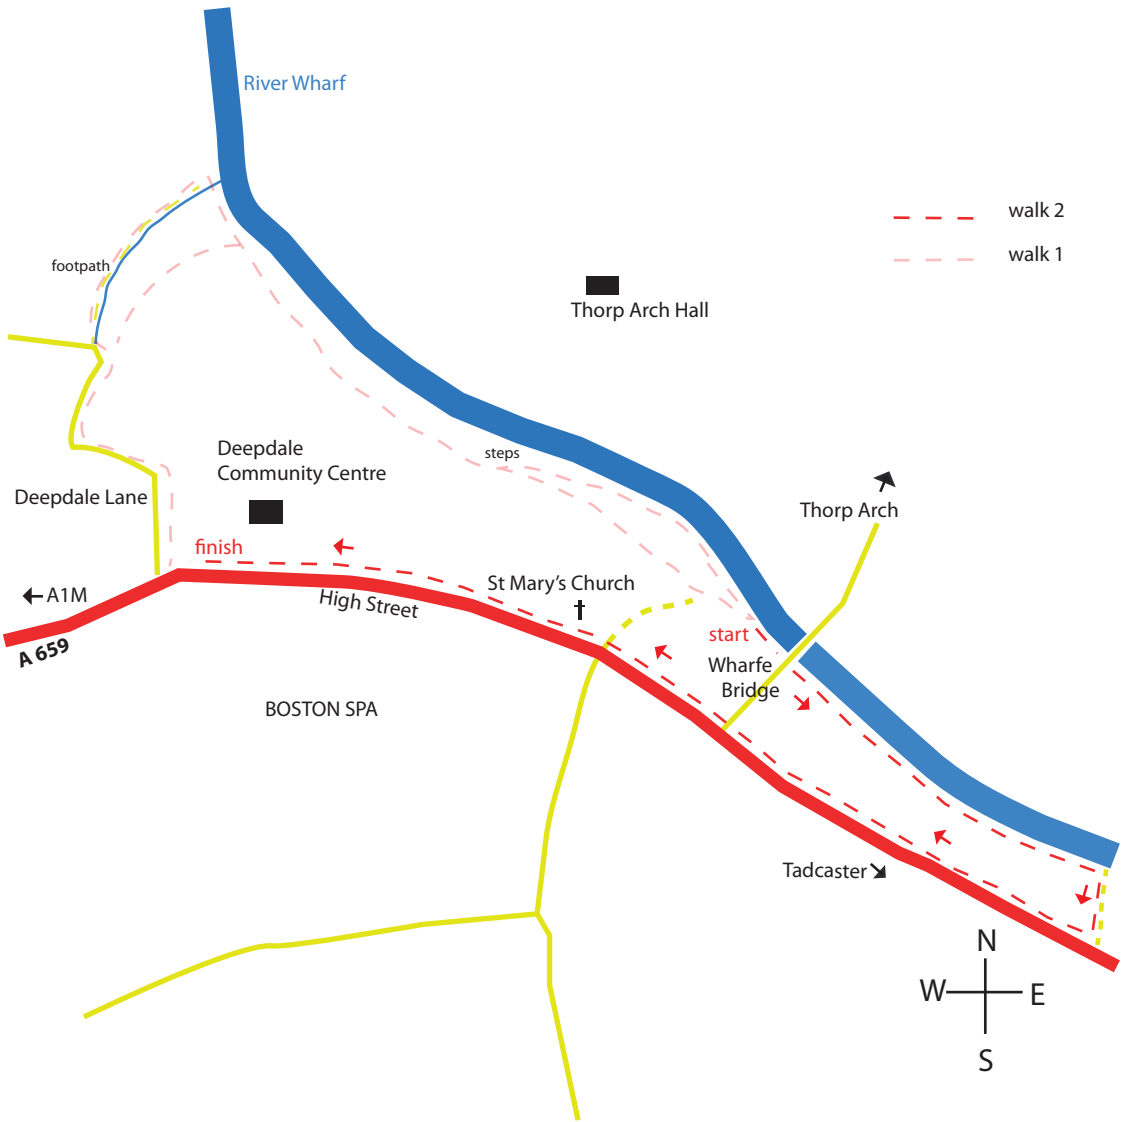 River Wharf
walk 2
walk 1
footpath
Thorp Arch Hall
Deepdale
Community Centre
steps
Deepdale Lane
Thorp Arch
finish
St Mary's Church
A1M
High Street
start
A 659
Wharfe
Bridge
BOSTON SPA
Tadcaster
N
W
E
S